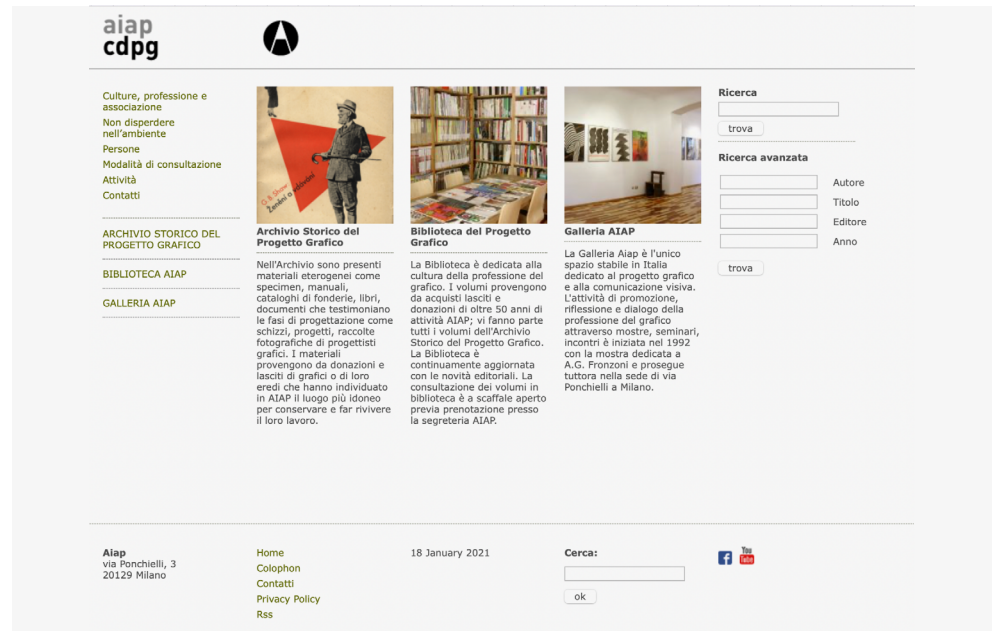 aiap
cdpg
Culture, professione e
associazione
Non disperdere
nell'ambiente
Persone
Modalità di consultazione
Attività
Contatti
ARCHIVIO STORICO DEL
PROGETTO GRAFICO
BIBLIOTECA AIAP
GALLERIA AIAP
G. B. Shaw
Ženění a vdávání
Archivio Storico del
Progetto Grafico
Nell'Archivio sono presenti
materiali eterogenei come
specimen, manuali,
cataloghi di fonderie, libri,
documenti che testimoniano
le fasi di progettazione come
schizzi, progetti, raccolte
fotografiche di progettisti
grafici. I materiali
provengono da donazioni e
lasciti di grafici o di loro
eredi che hanno individuato
in AIAP il luogo più idoneo
per conservare e far rivivere
il loro lavoro.
Biblioteca del Progetto
Grafico
La Biblioteca è dedicata alla
cultura della professione del
grafico. I volumi provengono
da acquisti lasciti e
donazioni di oltre 50 anni di
attività AIAP; vi fanno parte
tutti i volumi dell'Archivio
Storico del Progetto Grafico.
La Biblioteca è
continuamente aggiornata
con le novità editoriali. La
consultazione dei volumi in
biblioteca è a scaffale aperto
previa prenotazione presso
la segreteria AIAP.
Galleria AIAP
La Galleria Aiap è l'unico
spazio stabile in Italia
dedicato al progetto grafico
e alla comunicazione visiva.
L'attività di promozione,
riflessione e dialogo della
professione del grafico
attraverso mostre, seminari,
incontri è iniziata nel 1992
con la mostra dedicata a
A.G. Fronzoni e prosegue
tuttora nella sede di via
Ponchielli a Milano.
Ricerca
trova
Ricerca avanzata
Autore
Titolo
Editore
Anno
trova
Aiap
via Ponchielli, 3
20129 Milano
Home
Colophon
Contatti
Privacy Policy
Rss
18 January 2021
Cerca:
ok
f
You
Tube